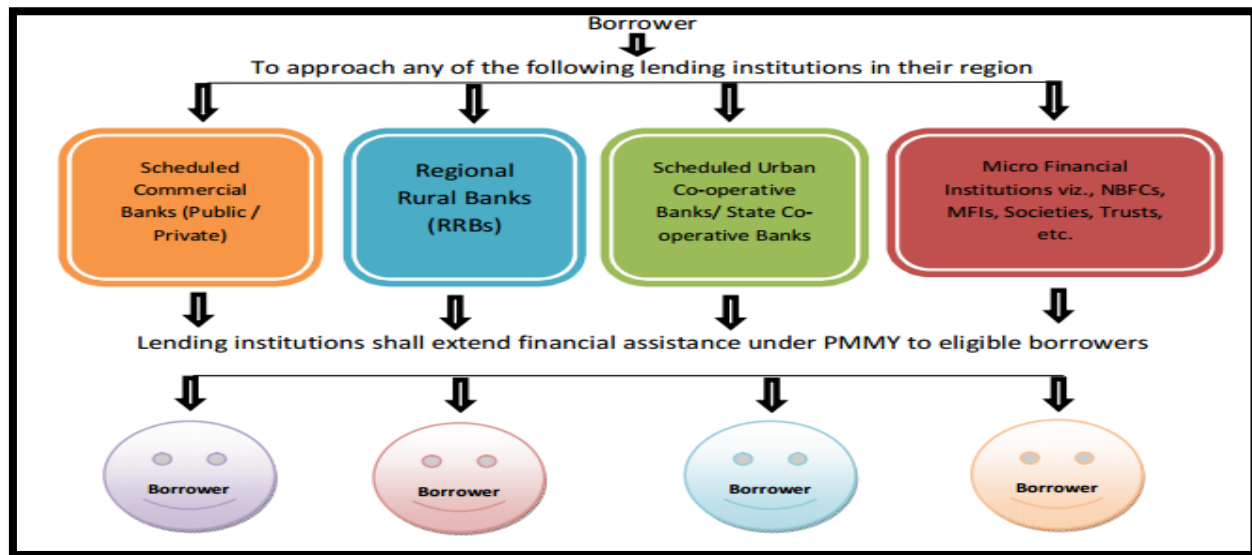 Borrower
To approach any of the following lending institutions in their region
Scheduled
Commercial
Banks (Public /
Private)
Regional
Rural Banks
(RRBs)
Scheduled Urban
Co-operative
Banks/ State Co-
operative Banks
Micro Financial
Institutions viz., NBFCs,
MFIs, Societies, Trusts,
etc.
Lending institutions shall extend financial assistance under PMMY to eligible borrowers
Borrower
Borrower
Borrower
Borrower